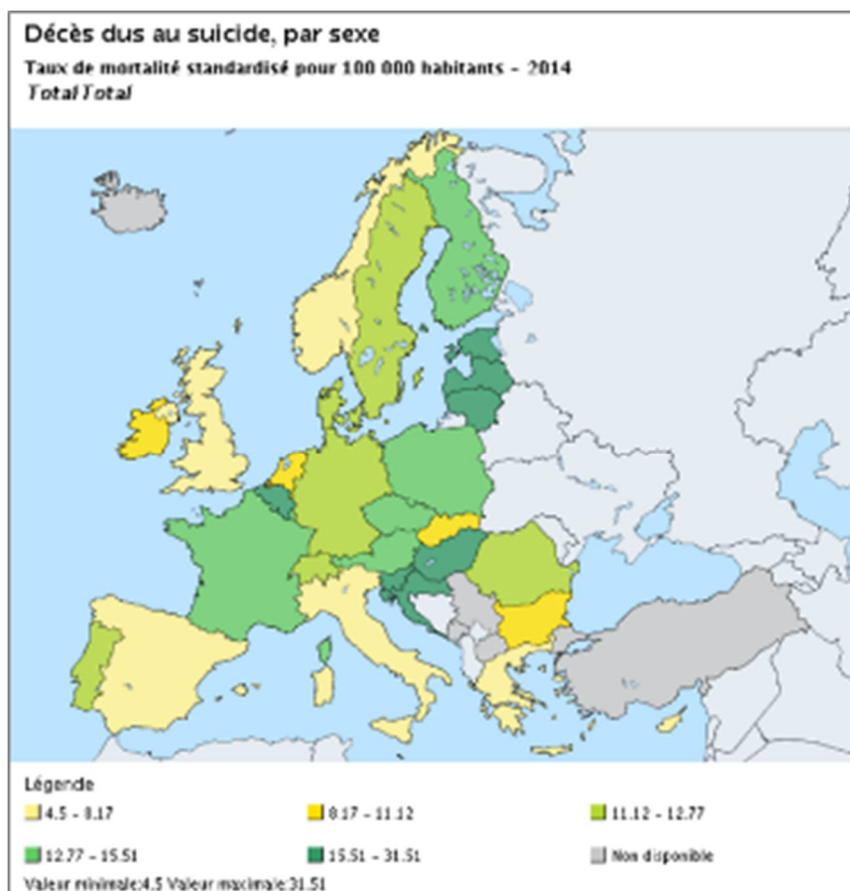 Décès dus au suicide, par sexe
Taux de mortalité standardisé pour 100 000 habitants - 2014
TotalTotal
Légende
4.5 - 8.17
8.17 - 11.12
11.12 - 12.77
12.77 - 15.51
15.51 - 31.51
Non disponible
Valeur minimale:4.5 Valeur maximale:31.51